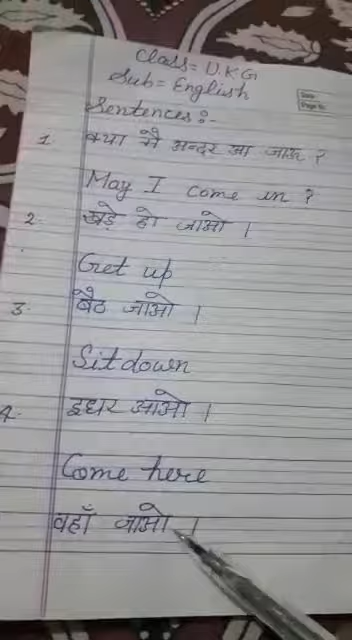 Class = U.K.G
Sub = English
Sentences :-
1. क्या मैं अन्दर आ जाऊँ ?
May I come in ?
2. खड़े हो जाओ ।
Get up
3. बैठ जाओ ।
Sit down
4. इधर आओ ।
Come here
वहाँ जाओ ।